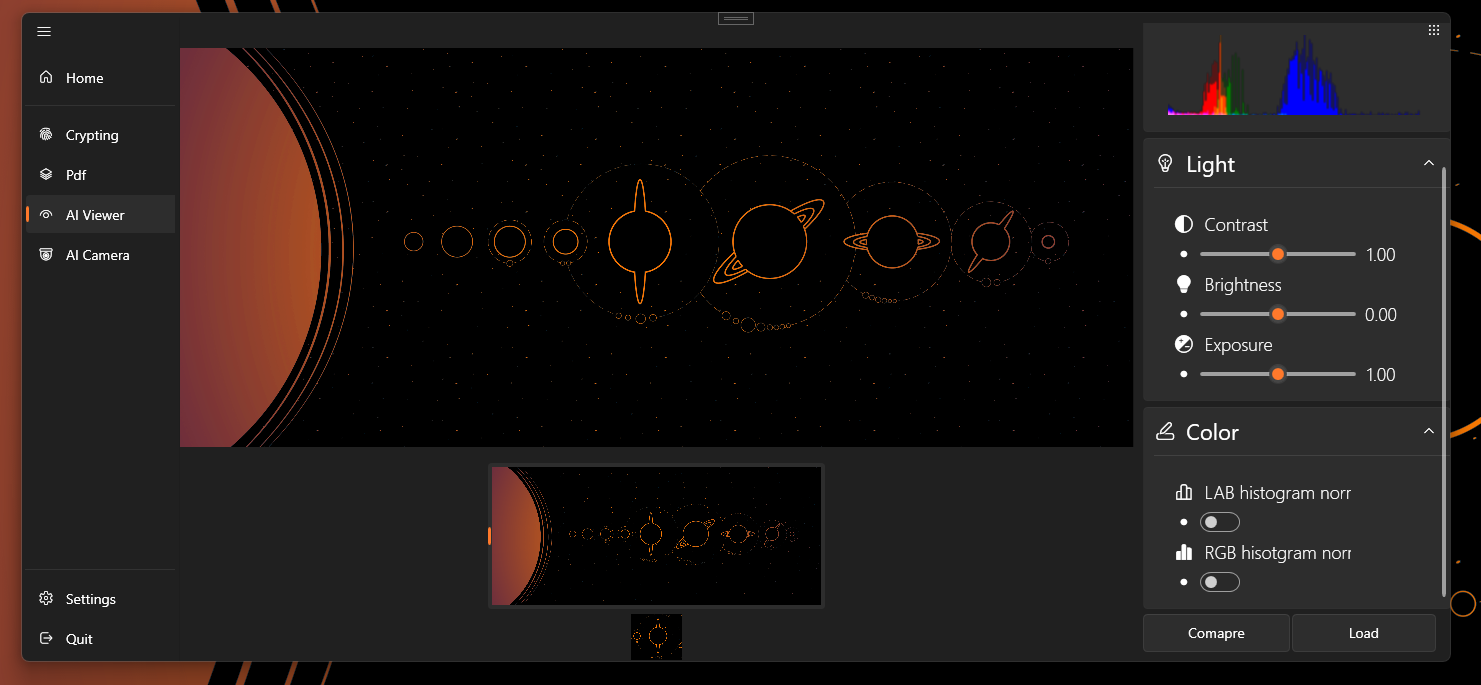 Home
Crypting
Pdf
AI Viewer
AI Camera
Settings
Quit
Light
Contrast
1.00
Brightness
0.00
Exposure
1.00
Color
LAB histogram norr
RGB hisotgram norr
Comapre
Load